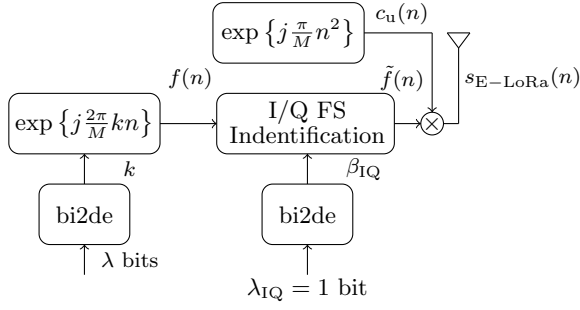 exp { j π/M n² }
c_u(n)
f(n)
f̃(n)
s_E−LoRa(n)
exp { j 2π/M kn }
I/Q FS
Indentification
×
k
β_IQ
bi2de
bi2de
λ bits
λ_IQ = 1 bit